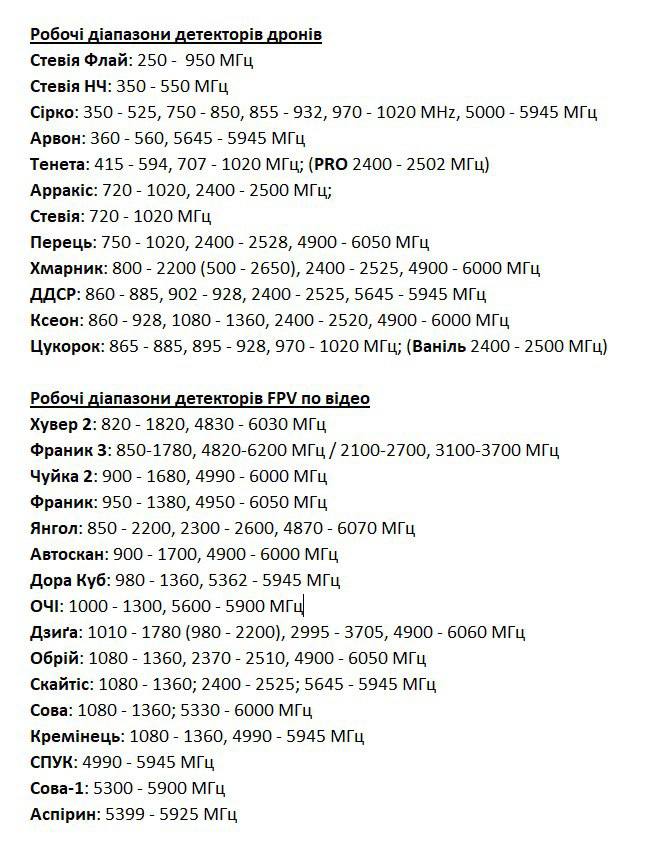 Робочі діапазони детекторів дронів
Стевія Флай: 250 -  950 МГц
Стевія НЧ: 350 - 550 МГц
Сірко: 350 - 525, 750 - 850, 855 - 932, 970 - 1020 MHz, 5000 - 5945 МГц
Арвон: 360 - 560, 5645 - 5945 МГц
Тенета: 415 - 594, 707 - 1020 МГц; (PRO 2400 - 2502 МГц)
Арракіс: 720 - 1020, 2400 - 2500 МГц;
Стевія: 720 - 1020 МГц
Перець: 750 - 1020, 2400 - 2528, 4900 - 6050 МГц
Хмарник: 800 - 2200 (500 - 2650), 2400 - 2525, 4900 - 6000 МГц
ДДСР: 860 - 885, 902 - 928, 2400 - 2525, 5645 - 5945 МГц
Ксеон: 860 - 928, 1080 - 1360, 2400 - 2520, 4900 - 6000 МГц
Цукорок: 865 - 885, 895 - 928, 970 - 1020 МГц; (Ваніль 2400 - 2500 МГц)
Робочі діапазони детекторів FPV по відео
Хувер 2: 820 - 1820, 4830 - 6030 МГц
Франик 3: 850-1780, 4820-6200 МГц / 2100-2700, 3100-3700 МГц
Чуйка 2: 900 - 1680, 4990 - 6000 МГц
Франик: 950 - 1380, 4950 - 6050 МГц
Янгол: 850 - 2200, 2300 - 2600, 4870 - 6070 МГц
Автоскан: 900 - 1700, 4900 - 6000 МГц
Дора Куб: 980 - 1360, 5362 - 5945 МГц
ОЧІ: 1000 - 1300, 5600 - 5900 МГц
Дзиґа: 1010 - 1780 (980 - 2200), 2995 - 3705, 4900 - 6060 МГц
Обрій: 1080 - 1360, 2370 - 2510, 4900 - 6050 МГц
Скайтіс: 1080 - 1360; 2400 - 2525; 5645 - 5945 МГц
Сова: 1080 - 1360; 5330 - 6000 МГц
Кремінець: 1080 - 1360, 4990 - 5945 МГц
СПУК: 4990 - 5945 МГц
Сова-1: 5300 - 5900 МГц
Аспірин: 5399 - 5925 МГц